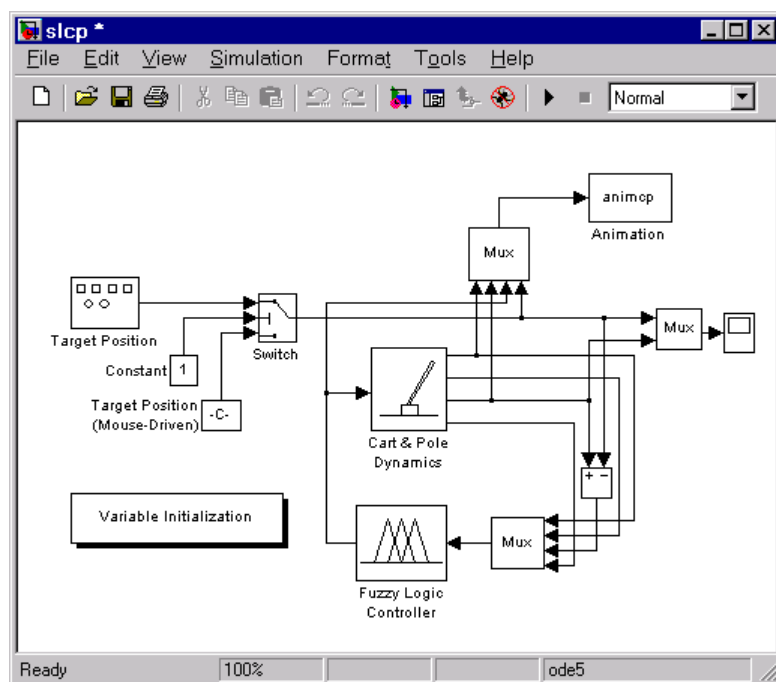 slcp *
File Edit View Simulation Format Tools Help
Normal
animcp
Animation
Mux
Target Position
Switch
Mux
Constant 1
Target Position
(Mouse-Driven)
-C-
Cart & Pole
Dynamics
+ −
Variable Initialization
Mux
Fuzzy Logic
Controller
Ready 100% ode5